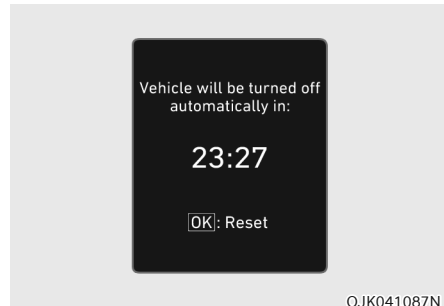 Vehicle will be turned off
automatically in:
23:27
OK: Reset
OJK041087N